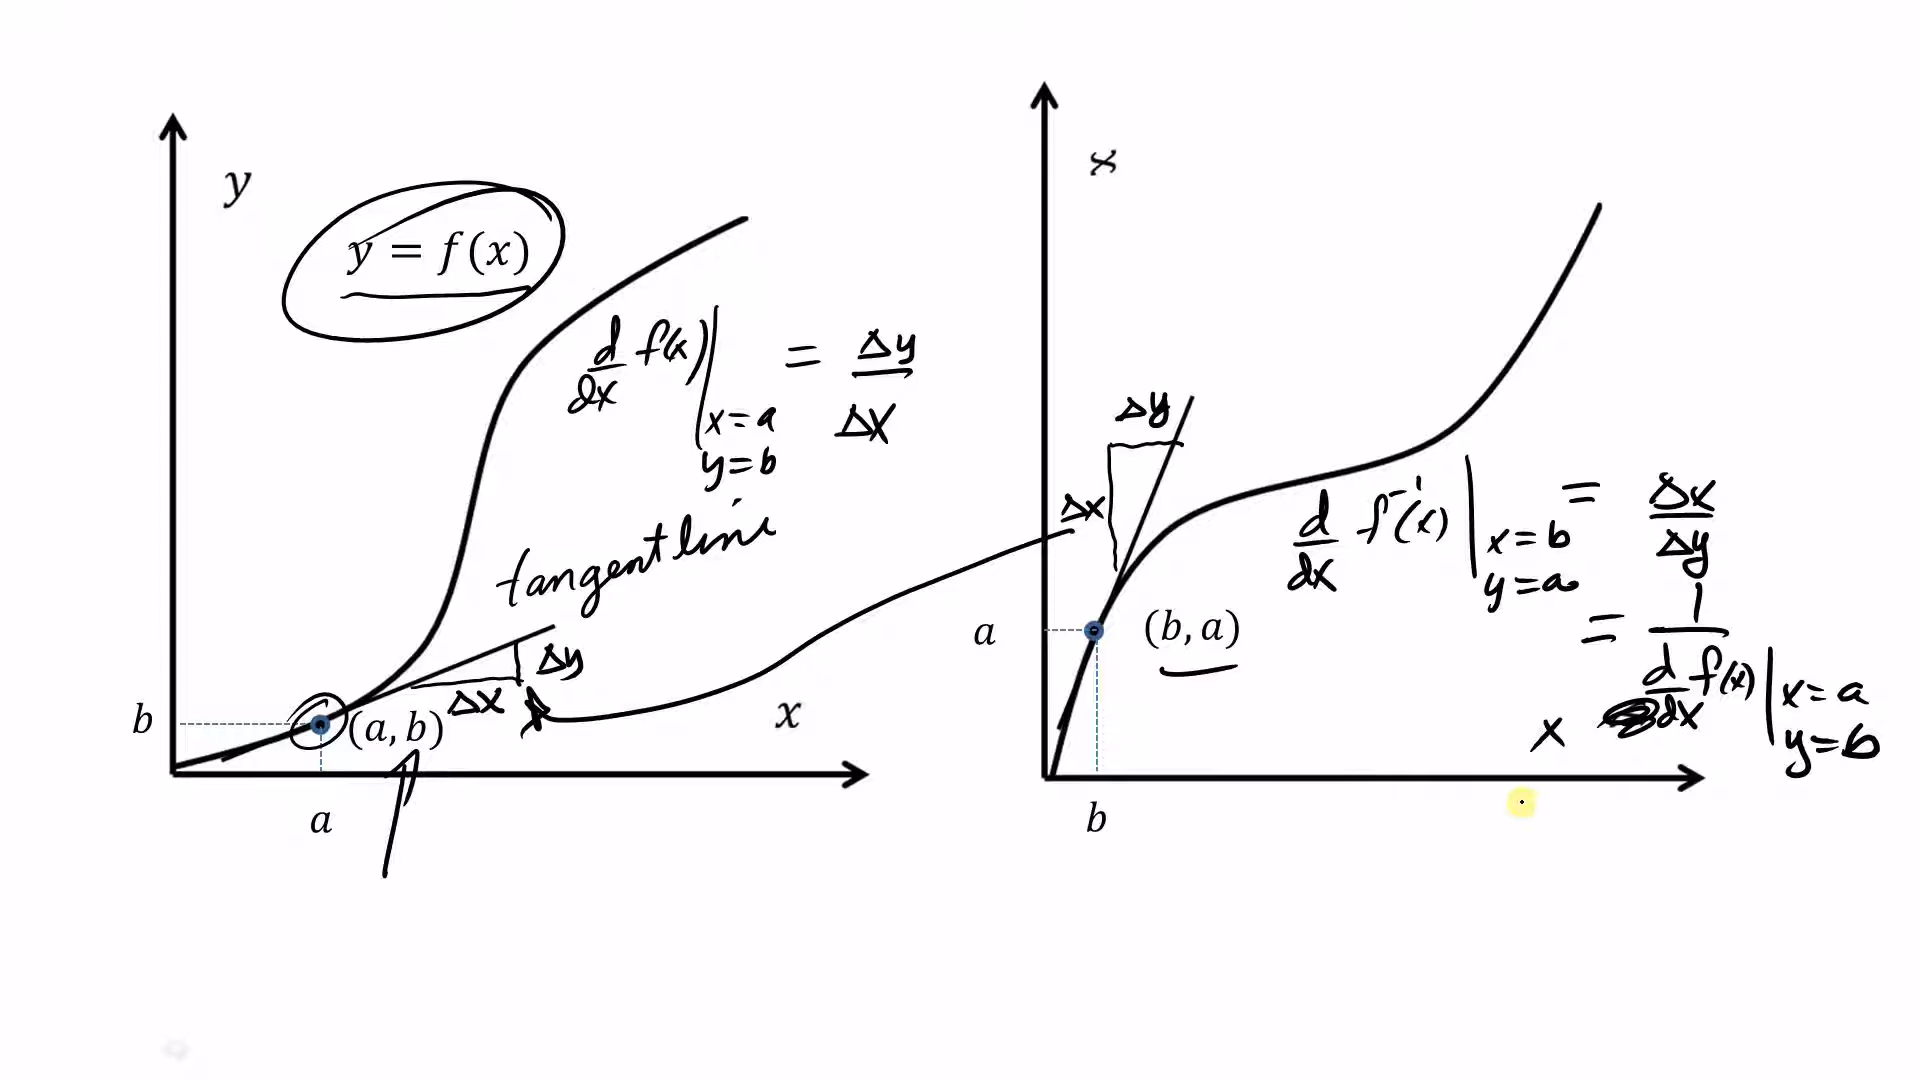 y
y = f(x)
d/dx f(x) | x=a y=b = Δy/Δx
tangent line
Δy
Δx
(a, b)
b
a
x
x
Δy
Δx
d/dx f⁻¹(x) | x=b y=a = Δx/Δy
= 1/(d/dx f(x) | x=a y=b)
(b, a)
a
x
b